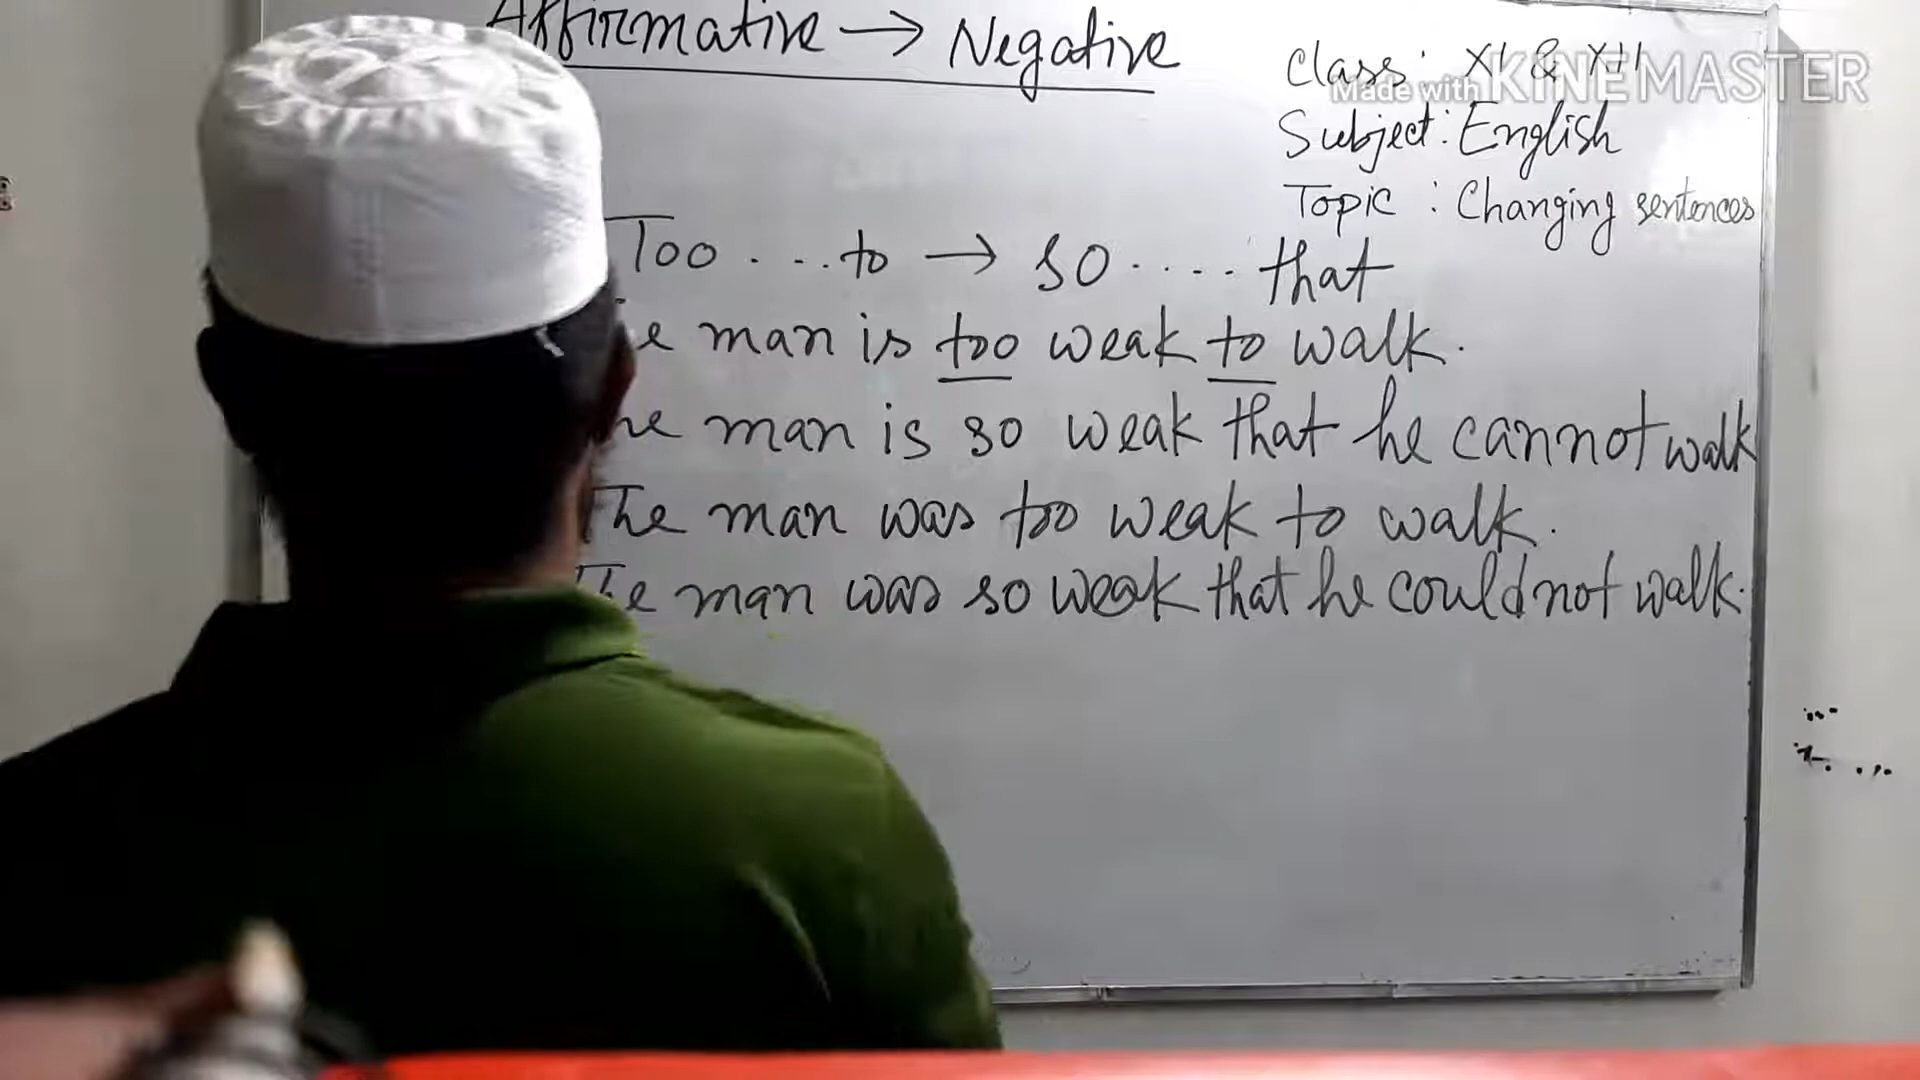 Affirmative → Negative
Class: XI & XII
Made with KINEMASTER
Subject: English
Topic : Changing sentences
Too ....to → so ..... that
man is too weak to walk.
man is so weak that he cannot walk
The man was too weak to walk.
The man was so weak that he could not walk.